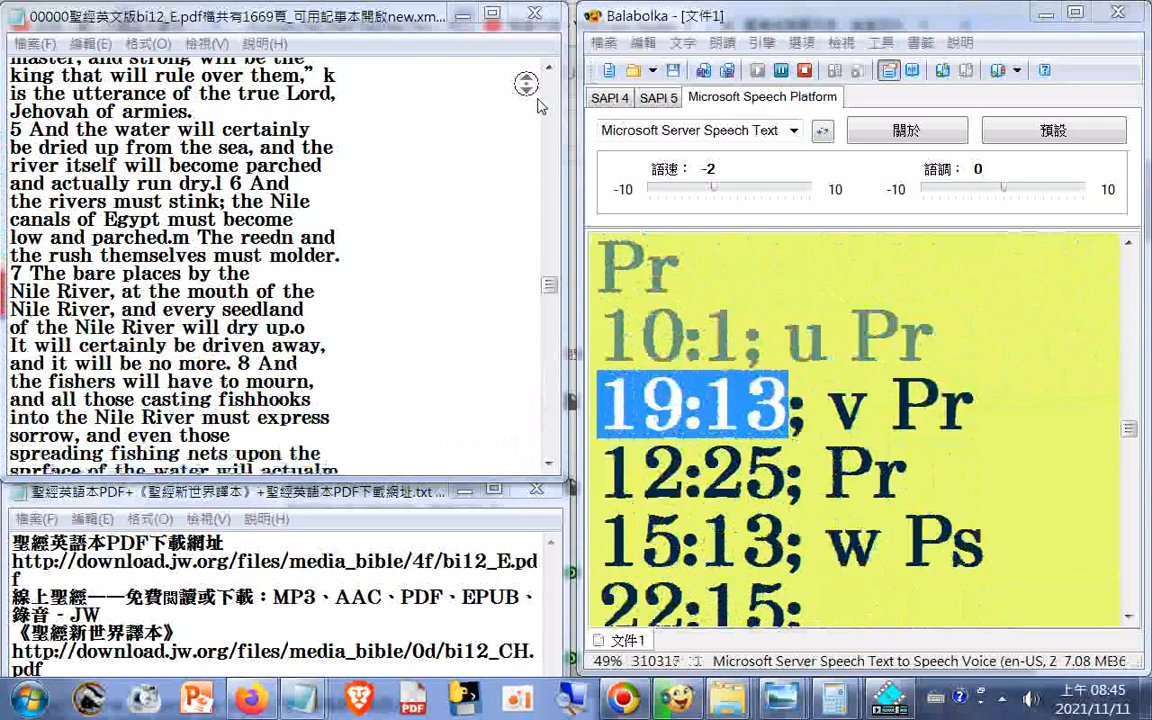 00000聖經英文版bi12_E.pdf檔共有1669頁_可用記事本開啟new.xm...
檔案(F) 編輯(E) 格式(O) 檢視(V) 說明(H)
master, and strong will be the
king that will rule over them,” k
is the utterance of the true Lord,
Jehovah of armies.
5 And the water will certainly
be dried up from the sea, and the
river itself will become parched
and actually run dry.l 6 And
the rivers must stink; the Nile
canals of Egypt must become
low and parched.m The reedn and
the rush themselves must molder.
7 The bare places by the
Nile River, at the mouth of the
Nile River, and every seedland
of the Nile River will dry up.o
It will certainly be driven away,
and it will be no more. 8 And
the fishers will have to mourn,
and all those casting fishhooks
into the Nile River must express
sorrow, and even those
spreading fishing nets upon the
surface of the water will actually
聖經英語本PDF+《聖經新世界譯本》+聖經英語本PDF下載網址.txt ...
檔案(F) 編輯(E) 格式(O) 檢視(V) 說明(H)
聖經英語本PDF下載網址
http://download.jw.org/files/media_bible/4f/bi12_E.pd
f
線上聖經——免費閱讀或下載：MP3、AAC、PDF、EPUB、
錄音 - JW
《聖經新世界譯本》
http://download.jw.org/files/media_bible/0d/bi12_CH.
pdf
Balabolka - [文件1]
檔案 編輯 文字 朗讀 引擎 選項 檢視 工具 書籤 說明
SAPI 4 SAPI 5 Microsoft Speech Platform
Microsoft Server Speech Text 關於 預設
語速： -2 語調： 0
-10 10 -10 10
Pr
10:1; u Pr
19:13; v Pr
12:25; Pr
15:13; w Ps
22:15;
文件1
49% Microsoft Server Speech Text to Speech Voice (en-US, Z 7.08 MB
上午 08:45
2021/11/11